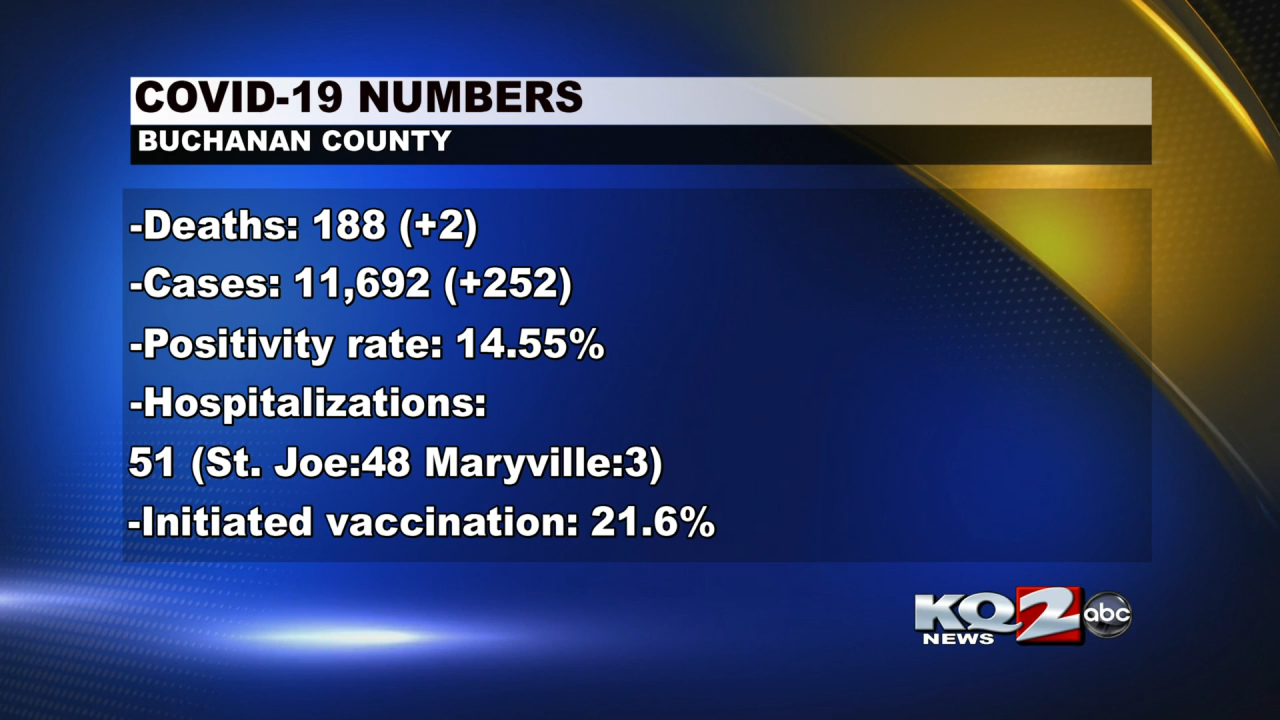 COVID-19 NUMBERS
BUCHANAN COUNTY
-Deaths: 188 (+2)
-Cases: 11,692 (+252)
-Positivity rate: 14.55%
-Hospitalizations:
51 (St. Joe:48 Maryville:3)
-Initiated vaccination: 21.6%
KQ2 abc
NEWS